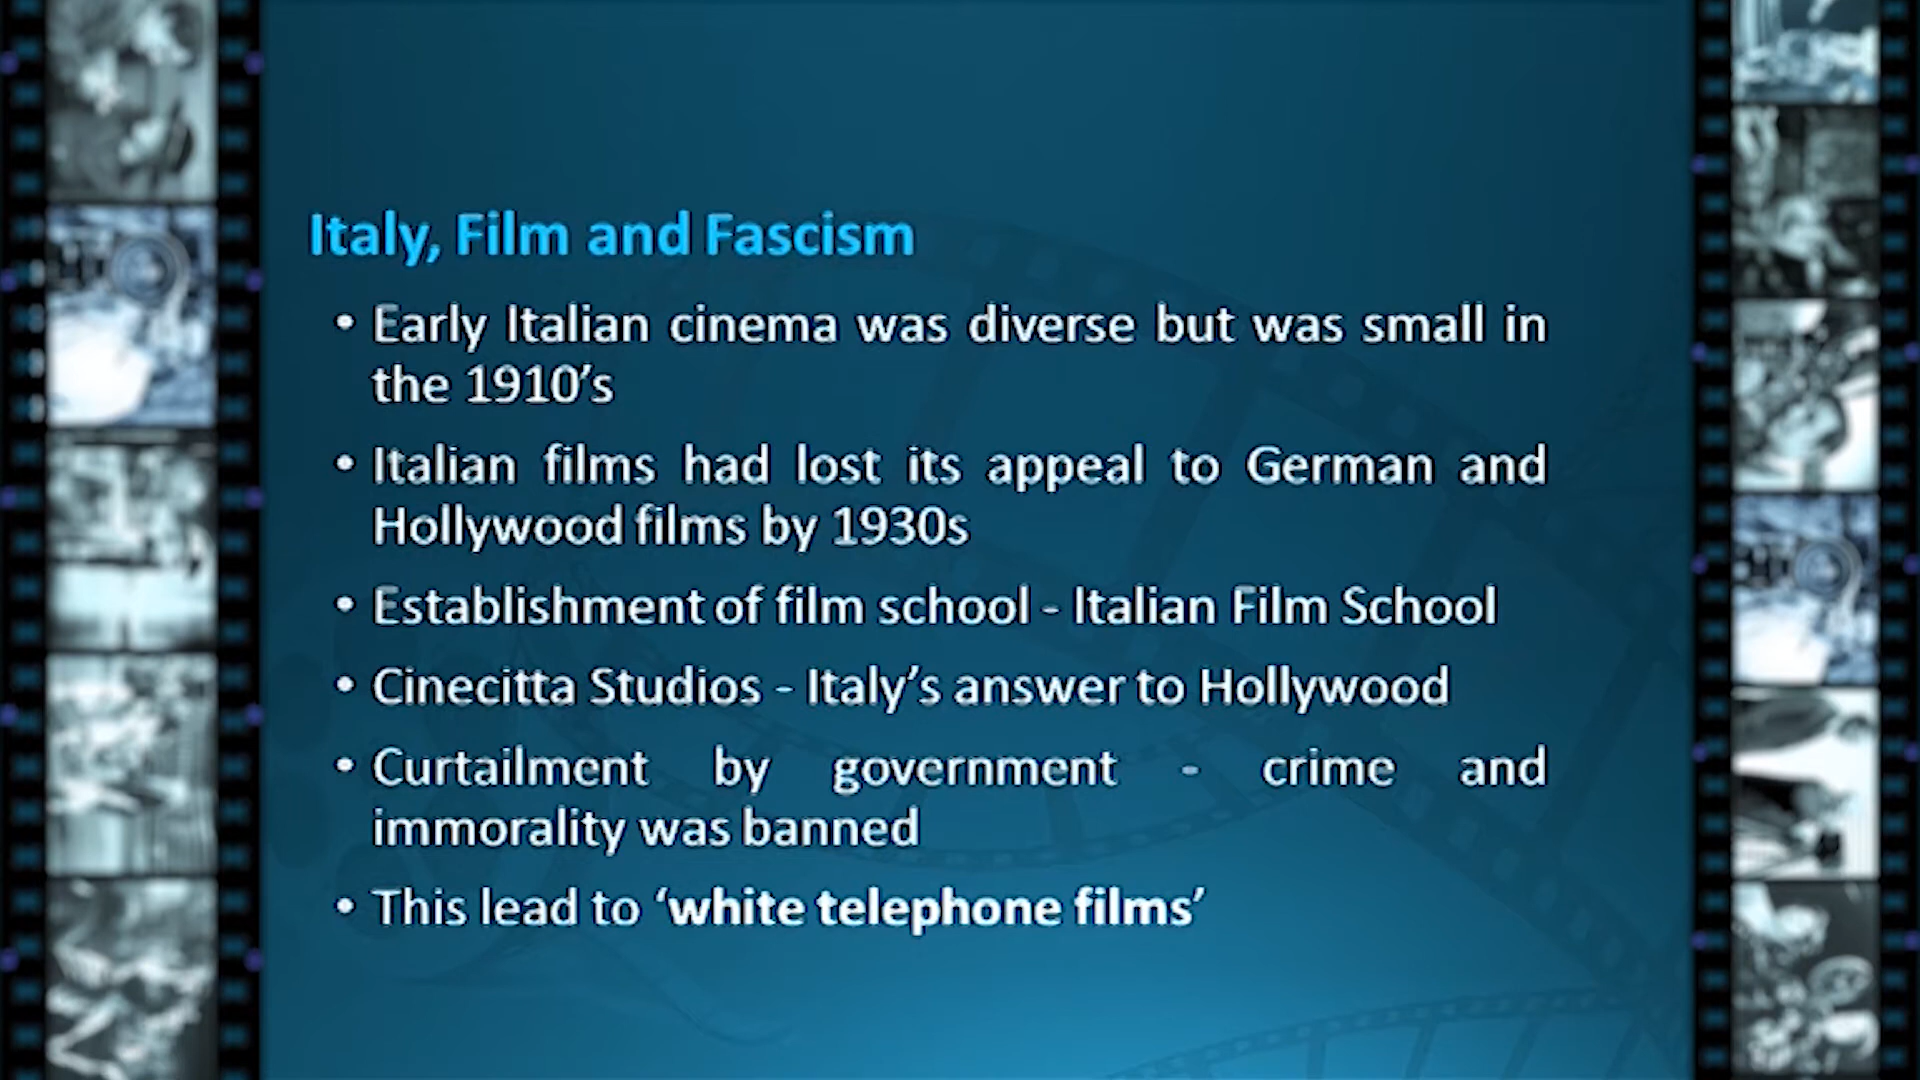 Italy, Film and Fascism
• Early Italian cinema was diverse but was small in
the 1910’s
• Italian films had lost its appeal to German and
Hollywood films by 1930s
• Establishment of film school - Italian Film School
• Cinecitta Studios - Italy’s answer to Hollywood
• Curtailment by government - crime and
immorality was banned
• This lead to ‘white telephone films’